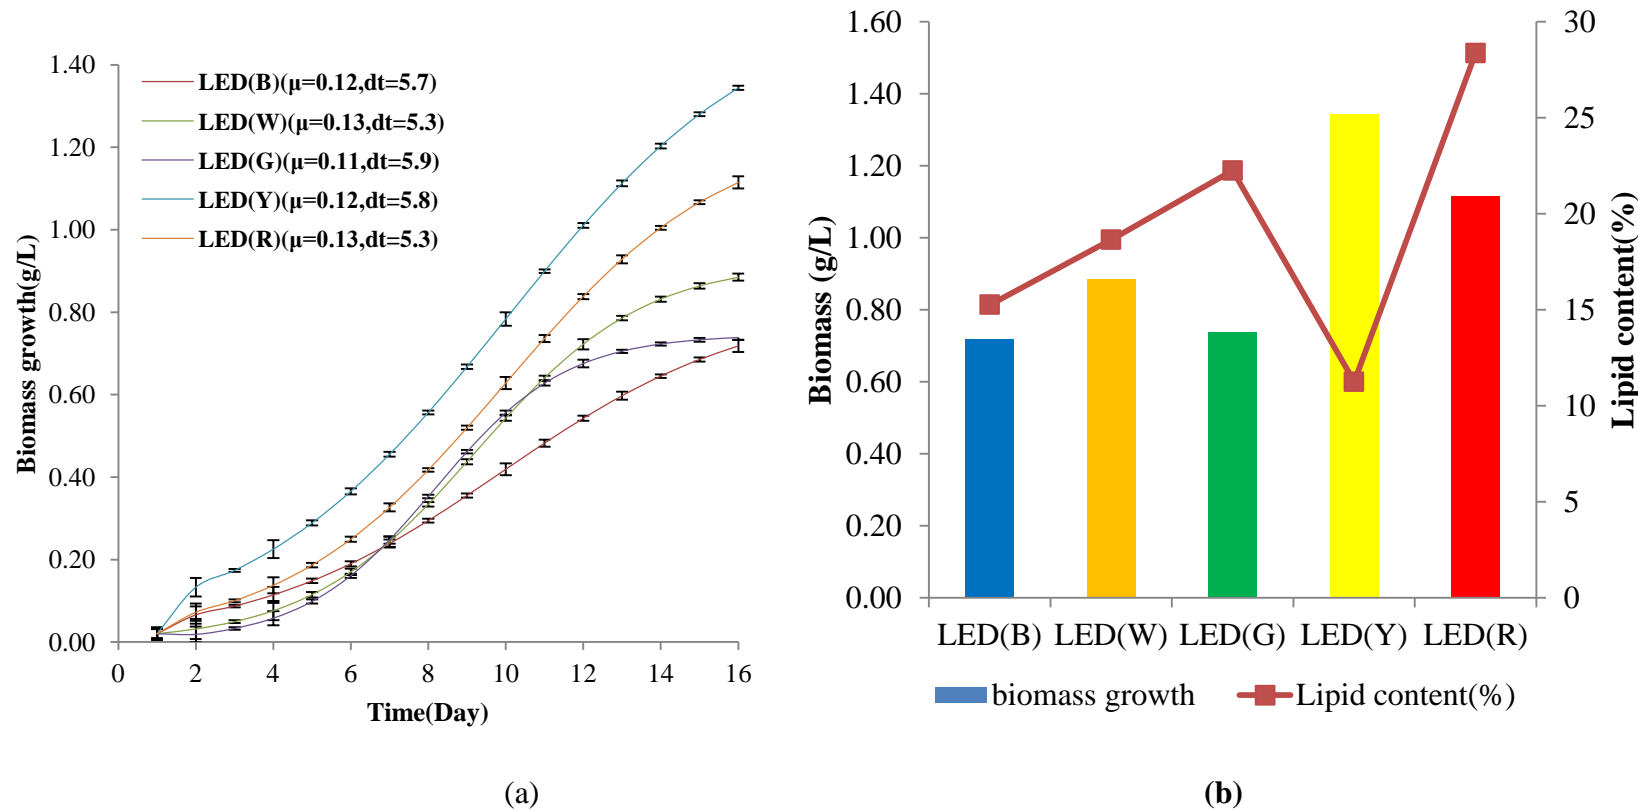 1.40
1.20
1.00
0.80
0.60
0.40
0.20
0.00
Biomass growth(g/L)
LED(B)(μ=0.12,dt=5.7)
LED(W)(μ=0.13,dt=5.3)
LED(G)(μ=0.11,dt=5.9)
LED(Y)(μ=0.12,dt=5.8)
LED(R)(μ=0.13,dt=5.3)
0 2 4 6 8 10 12 14 16
Time(Day)
(a)
1.60
1.40
1.20
1.00
0.80
0.60
0.40
0.20
0.00
Biomass (g/L)
30
25
20
15
10
5
0
Lipid content(%)
LED(B) LED(W) LED(G) LED(Y) LED(R)
biomass growth Lipid content(%)
(b)